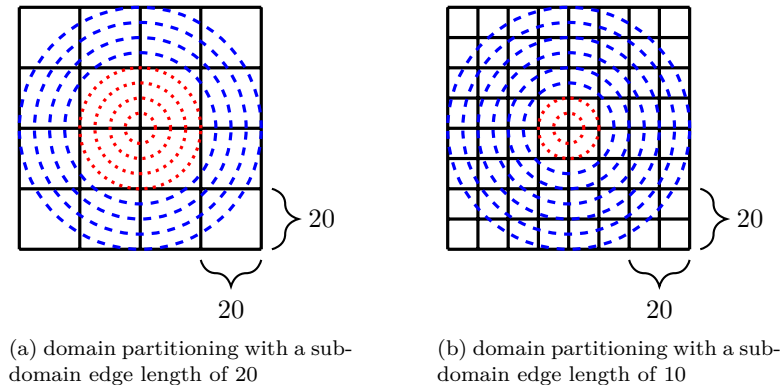 20
20
20
20
(a) domain partitioning with a sub-
domain edge length of 20
(b) domain partitioning with a sub-
domain edge length of 10